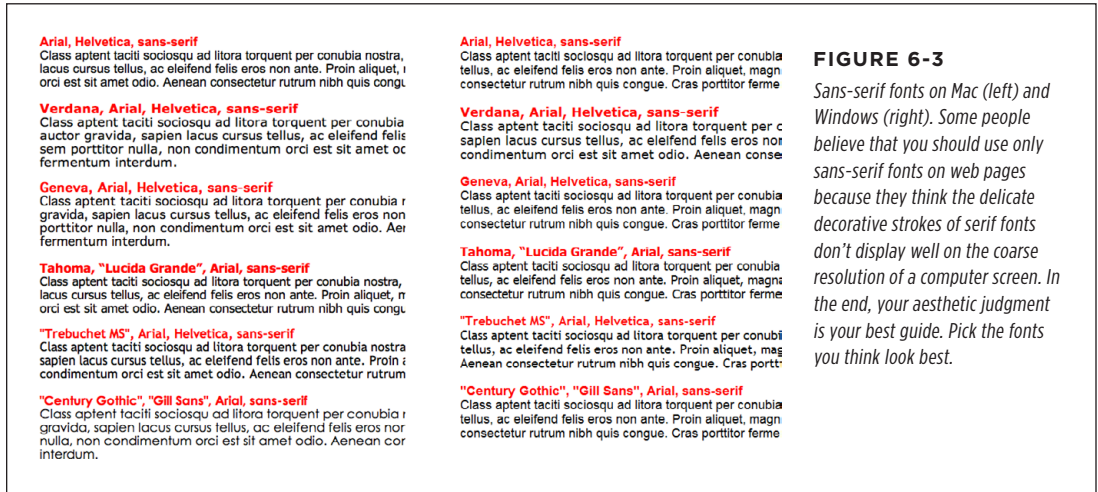 Arial, Helvetica, sans-serif
Class aptent taciti sociosqu ad litora torquent per conubia nostra,
lacus cursus tellus, ac eleifend felis eros non ante. Proin aliquet,
orci est sit amet odio. Aenean consectetur rutrum nibh quis congu
Verdana, Arial, Helvetica, sans-serif
Class aptent taciti sociosqu ad litora torquent per conubia
auctor gravida, sapien lacus cursus tellus, ac eleifend felis
sem porttitor nulla, non condimentum orci est sit amet oc
fermentum interdum.
Geneva, Arial, Helvetica, sans-serif
Class aptent taciti sociosqu ad litora torquent per conubia
gravida, sapien lacus cursus tellus, ac eleifend felis eros non
porttitor nulla, non condimentum orci est sit amet odio. Aer
fermentum interdum.
Tahoma, “Lucida Grande”, Arial, sans-serif
Class aptent taciti sociosqu ad litora torquent per conubia nostra,
lacus cursus tellus, ac eleifend felis eros non ante. Proin aliquet, m
orci est sit amet odio. Aenean consectetur rutrum nibh quis congu
"Trebuchet MS", Arial, Helvetica, sans-serif
Class aptent taciti sociosqu ad litora torquent per conubia nostra
sapien lacus cursus tellus, ac eleifend felis eros non ante. Proin
condimentum orci est sit amet odio. Aenean consectetur rutrum
"Century Gothic", "Gill Sans", Arial, sans-serif
Class aptent taciti sociosqu ad litora torquent per conubia
gravida, sapien lacus cursus tellus, ac eleifend felis eros nor
nulla, non condimentum orci est sit amet odio. Aenean cor
interdum.
Arial, Helvetica, sans-serif
Class aptent taciti sociosqu ad litora torquent per conubia
tellus, ac eleifend felis eros non ante. Proin aliquet, magn
consectetur rutrum nibh quis congue. Cras porttitor ferme
Verdana, Arial, Helvetica, sans-serif
Class aptent taciti sociosqu ad litora torquent per c
sapien lacus cursus tellus, ac eleifend felis eros nor
condimentum orci est sit amet odio. Aenean conse
Geneva, Arial, Helvetica, sans-serif
Class aptent taciti sociosqu ad litora torquent per conubia
tellus, ac eleifend felis eros non ante. Proin aliquet, magn
consectetur rutrum nibh quis congue. Cras porttitor ferme
Tahoma, “Lucida Grande”, Arial, sans-serif
Class aptent taciti sociosqu ad litora torquent per conubia
tellus, ac eleifend felis eros non ante. Proin aliquet, magna
consectetur rutrum nibh quis congue. Cras porttitor ferme
"Trebuchet MS", Arial, Helvetica, sans-serif
Class aptent taciti sociosqu ad litora torquent per conubi
tellus, ac eleifend felis eros non ante. Proin aliquet, mag
Aenean consectetur rutrum nibh quis congue. Cras portt
"Century Gothic", "Gill Sans", Arial, sans-serif
Class aptent taciti sociosqu ad litora torquent per conubia
tellus, ac eleifend felis eros non ante. Proin aliquet, magn
consectetur rutrum nibh quis congue. Cras porttitor ferme
FIGURE 6-3
Sans-serif fonts on Mac (left) and
Windows (right). Some people
believe that you should use only
sans-serif fonts on web pages
because they think the delicate
decorative strokes of serif fonts
don’t display well on the coarse
resolution of a computer screen. In
the end, your aesthetic judgment
is your best guide. Pick the fonts
you think look best.